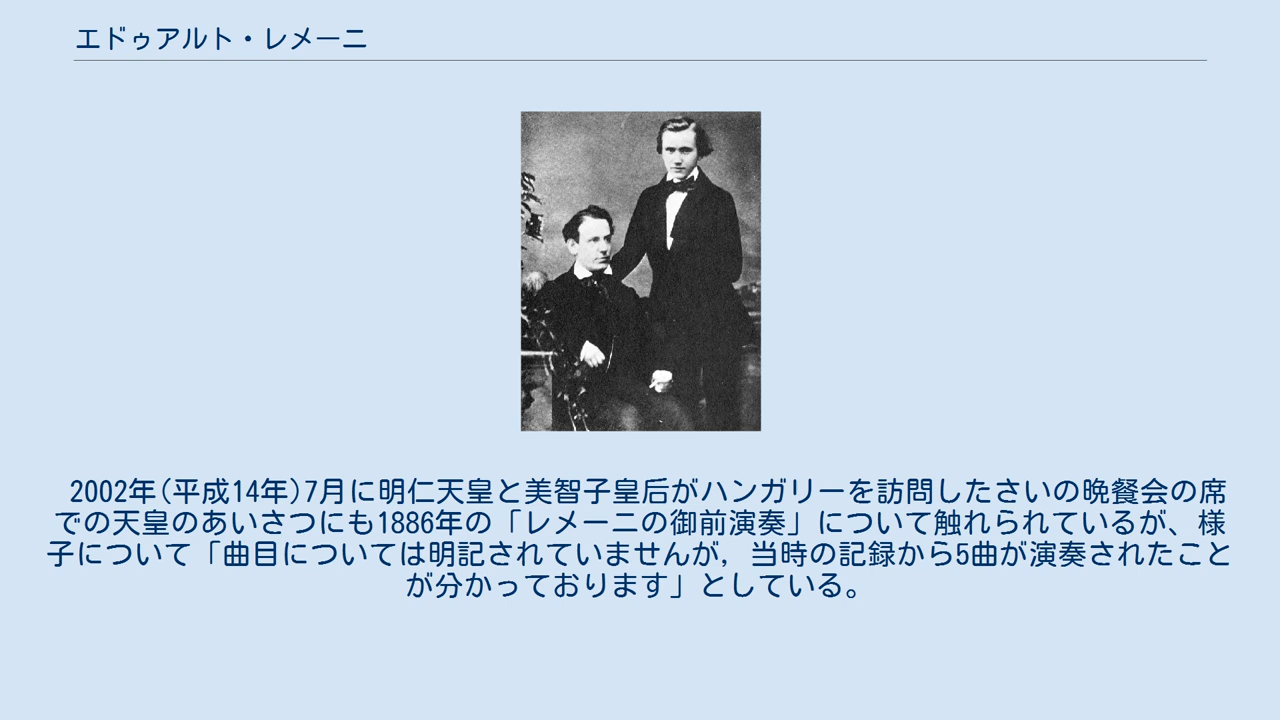 エドゥアルト・レメーニ
2002年(平成14年)7月に明仁天皇と美智子皇后がハンガリーを訪問したさいの晩餐会の席
での天皇のあいさつにも1886年の「レメーニの御前演奏」について触れられているが、様
子について「曲目については明記されていませんが，当時の記録から5曲が演奏されたこと
が分かっております」としている。